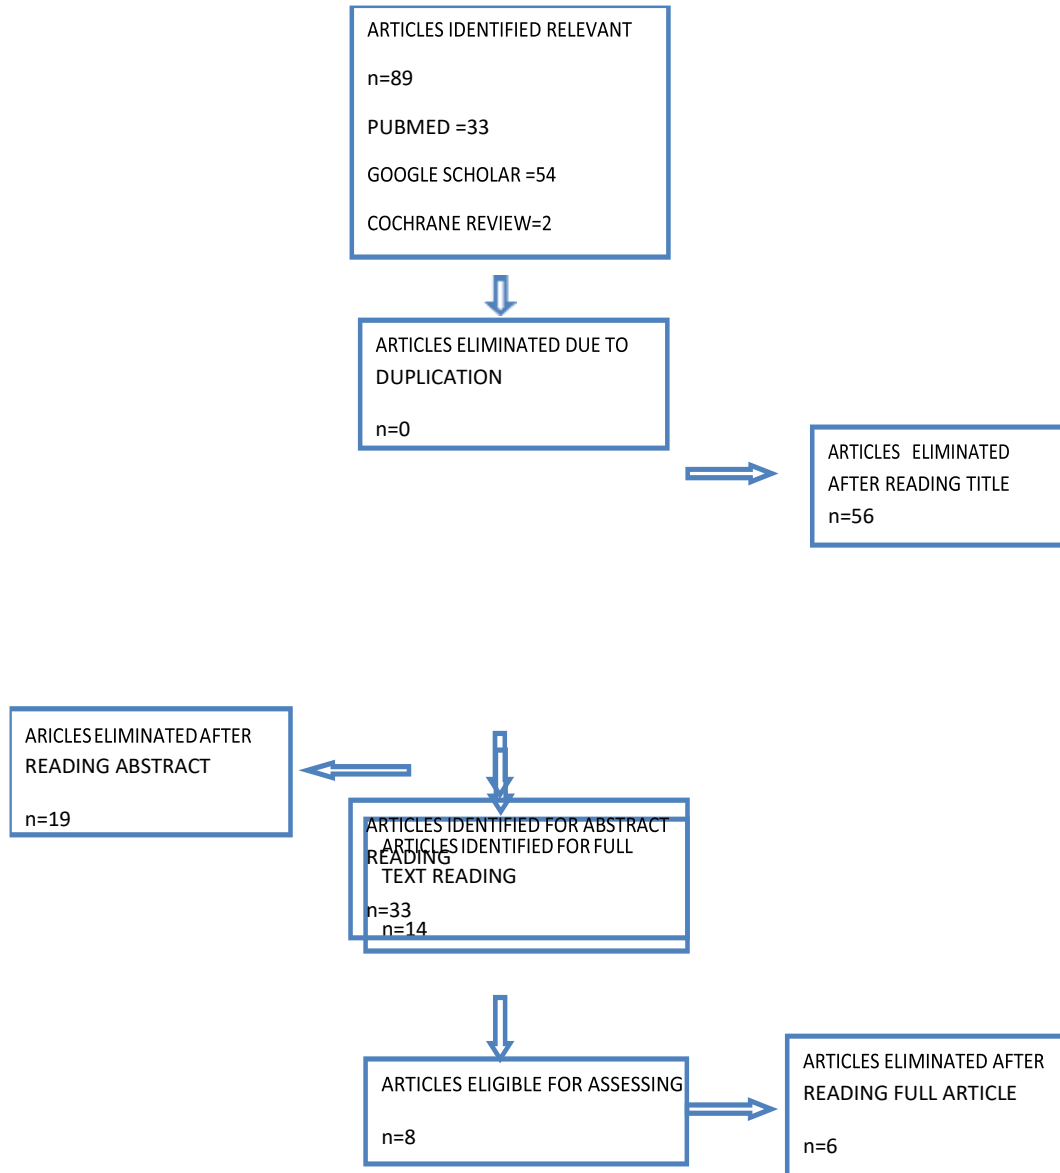 ARTICLES IDENTIFIED RELEVANT
n=89
PUBMED =33
GOOGLE SCHOLAR =54
COCHRANE REVIEW=2
ARTICLES ELIMINATED DUE TO
DUPLICATION
n=0
ARTICLES ELIMINATED
AFTER READING TITLE
n=56
ARICLES ELIMINATED AFTER
READING ABSTRACT
n=19
ARTICLES IDENTIFIED FOR ABSTRACT
READING
n=33
ARTICLES IDENTIFIED FOR FULL
TEXT READING
n=14
ARTICLES ELIGIBLE FOR ASSESSING
n=8
ARTICLES ELIMINATED AFTER
READING FULL ARTICLE
n=6